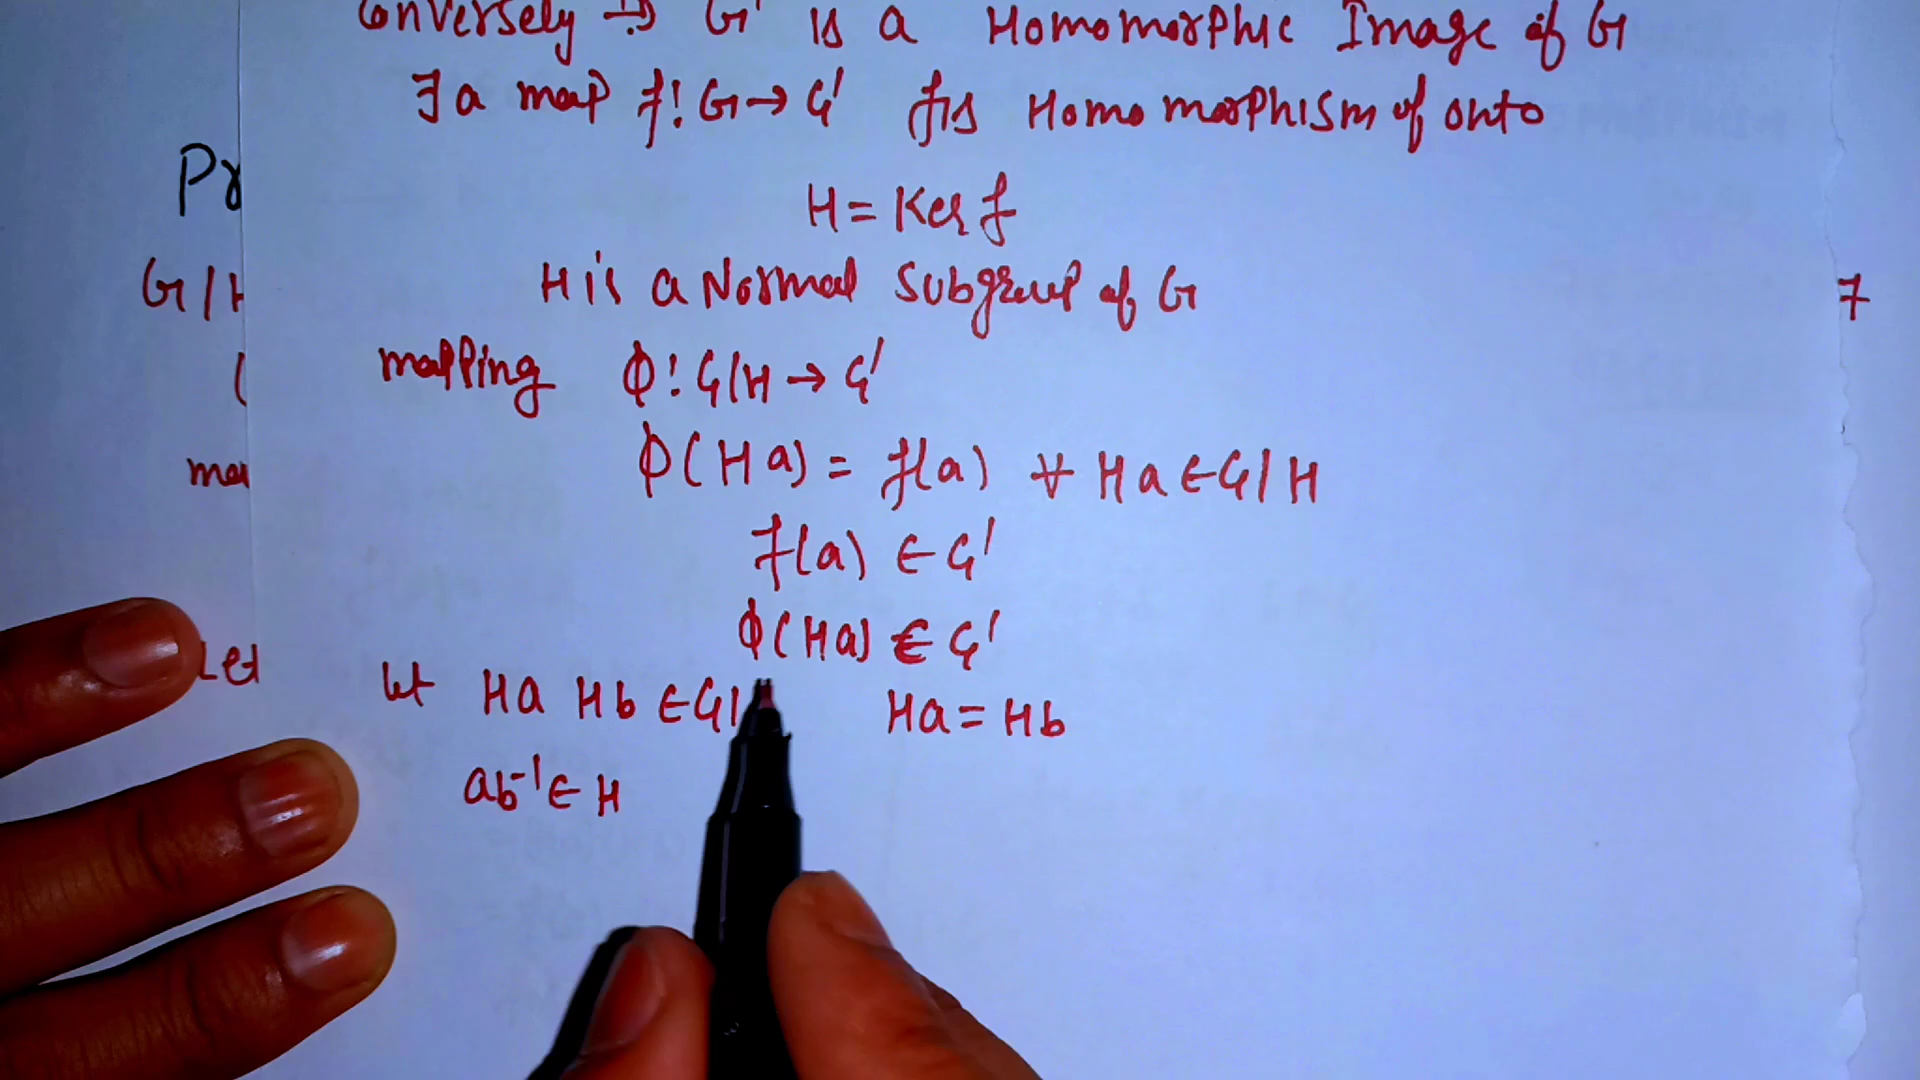 Conversely → G' is a Homomorphic Image of G
∃ a map f: G→G' f is Homomorphism of onto
Pr
H = Ker f
G/H
H is a Normal Subgroup of G
7
(
mapping Φ: G/H → G'
Φ(Ha) = f(a) ∀ Ha ∈ G/H
ma
f(a) ∈ G'
Φ(Ha) ∈ G'
Let
let Ha Hb ∈ G/ Ha = Hb
ab⁻¹ ∈ H